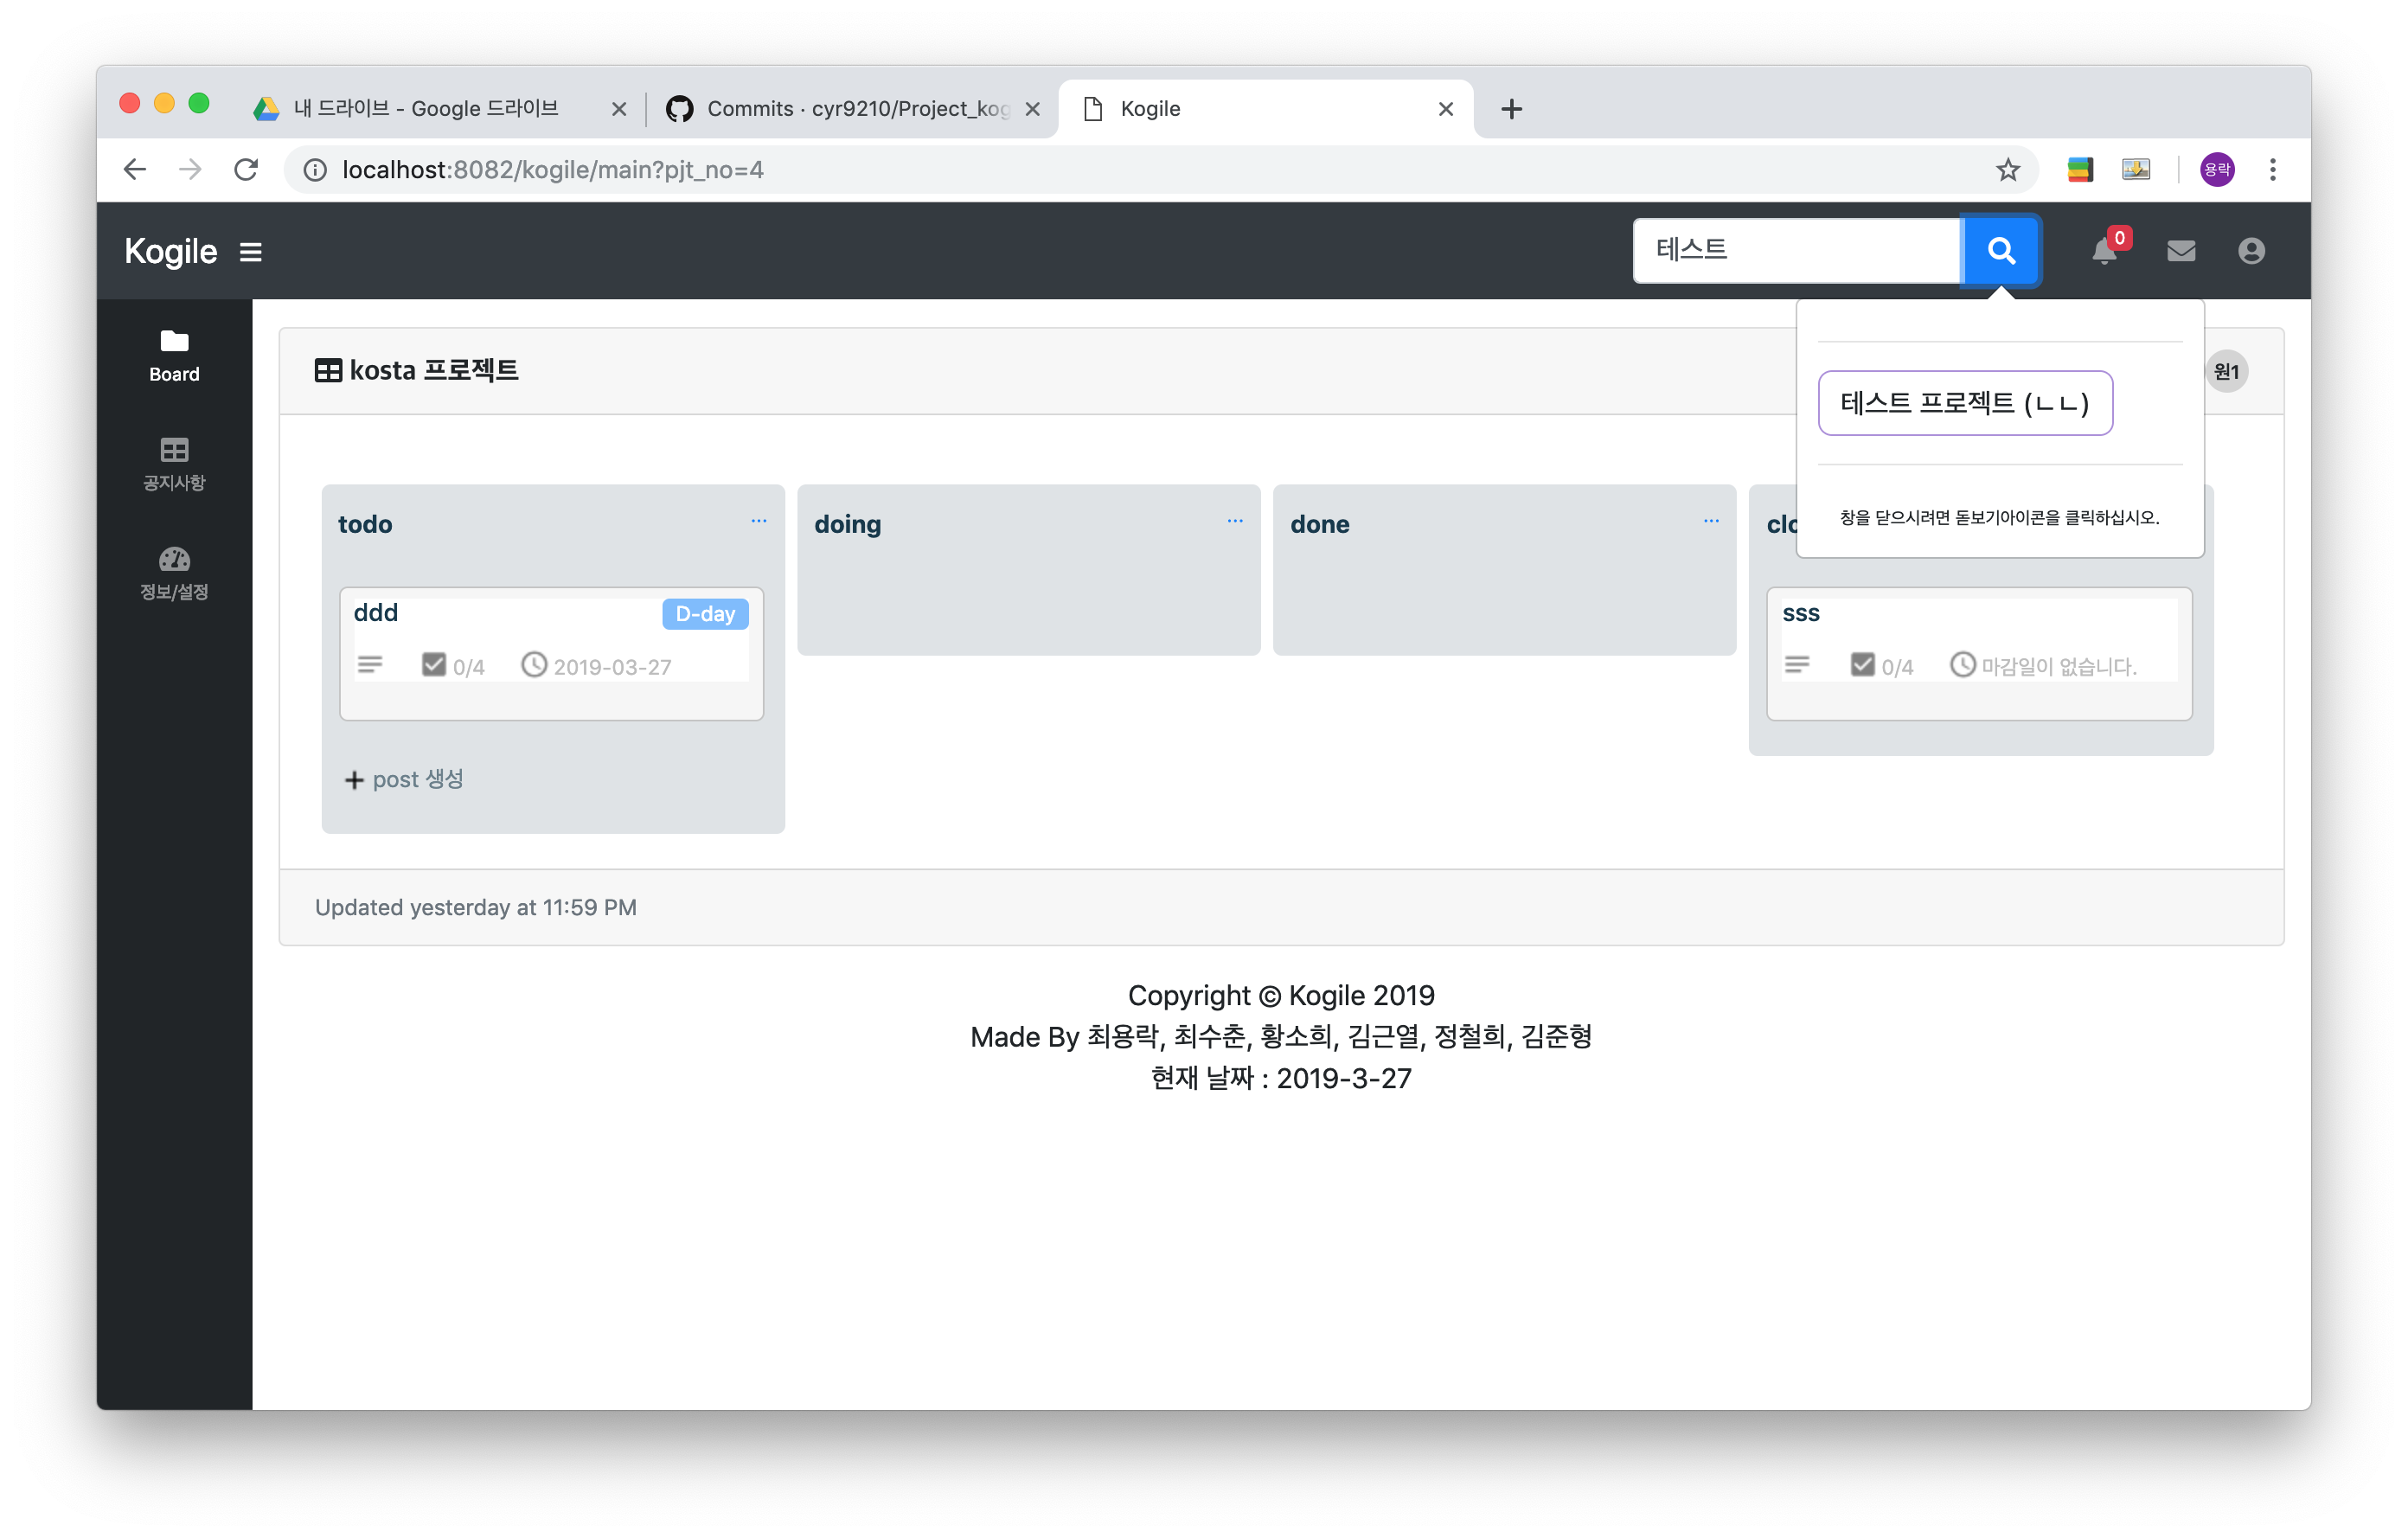 내 드라이브 - Google 드라이브
Commits · cyr9210/Project_kog
Kogile
localhost:8082/kogile/main?pjt_no=4
용락
Kogile
테스트
0
Board
공지사항
정보/설정
kosta 프로젝트
원1
테스트 프로젝트 (ㄴㄴ)
창을 닫으시려면 돋보기아이콘을 클릭하십시오.
todo
...
doing
...
done
...
clo
ddd
D-day
0/4
2019-03-27
sss
0/4
마감일이 없습니다.
+ post 생성
Updated yesterday at 11:59 PM
Copyright © Kogile 2019
Made By 최용락, 최수춘, 황소희, 김근열, 정철희, 김준형
현재 날짜 : 2019-3-27